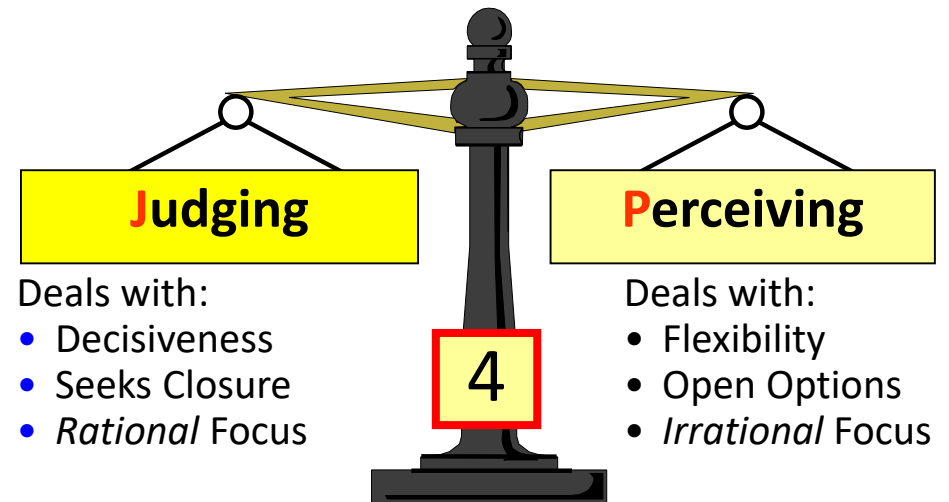 Judging
Deals with:
• Decisiveness
• Seeks Closure
• Rational Focus
4
Perceiving
Deals with:
• Flexibility
• Open Options
• Irrational Focus